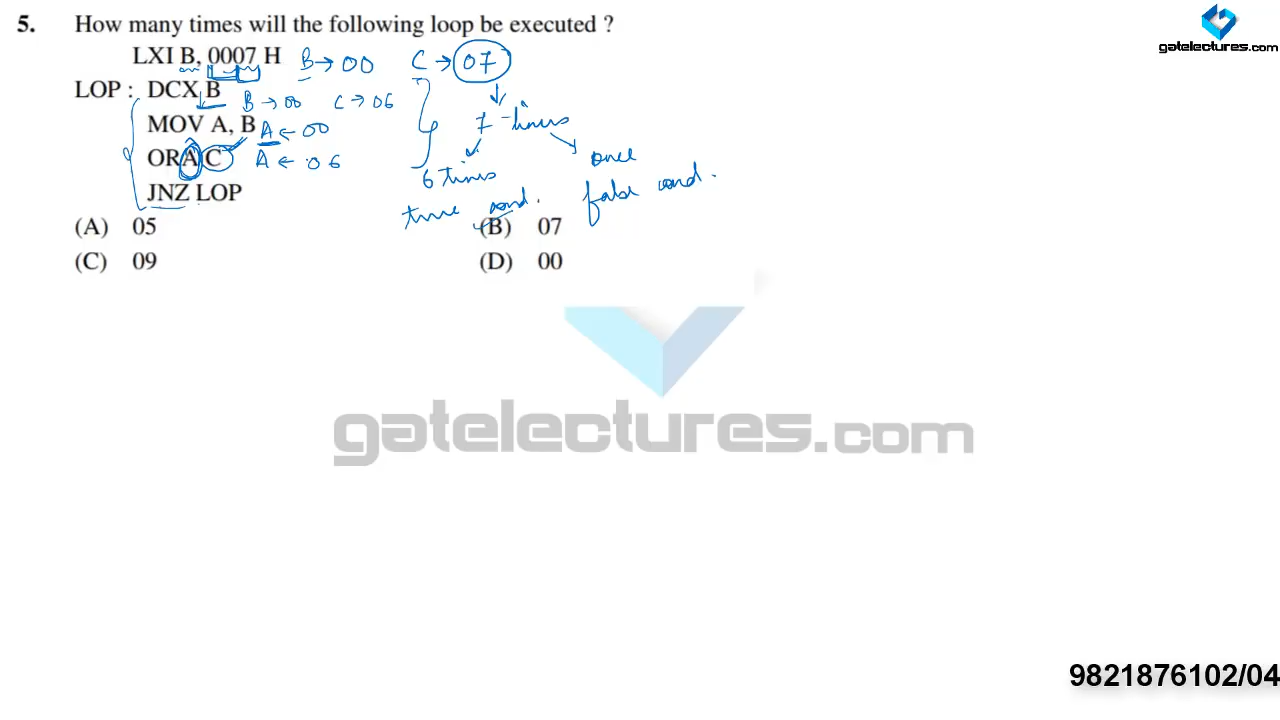 5. How many times will the following loop be executed ?
gatelectures.com
LXI B, 0007 H B→00 C→07
LOP : DCX B B→00 C→06
MOV A, B A←00 7 times
ORA C A←06 once
6 times
JNZ LOP true cond. false cond.
(A) 05 (B) 07
(C) 09 (D) 00
gatelectures.com
9821876102/04